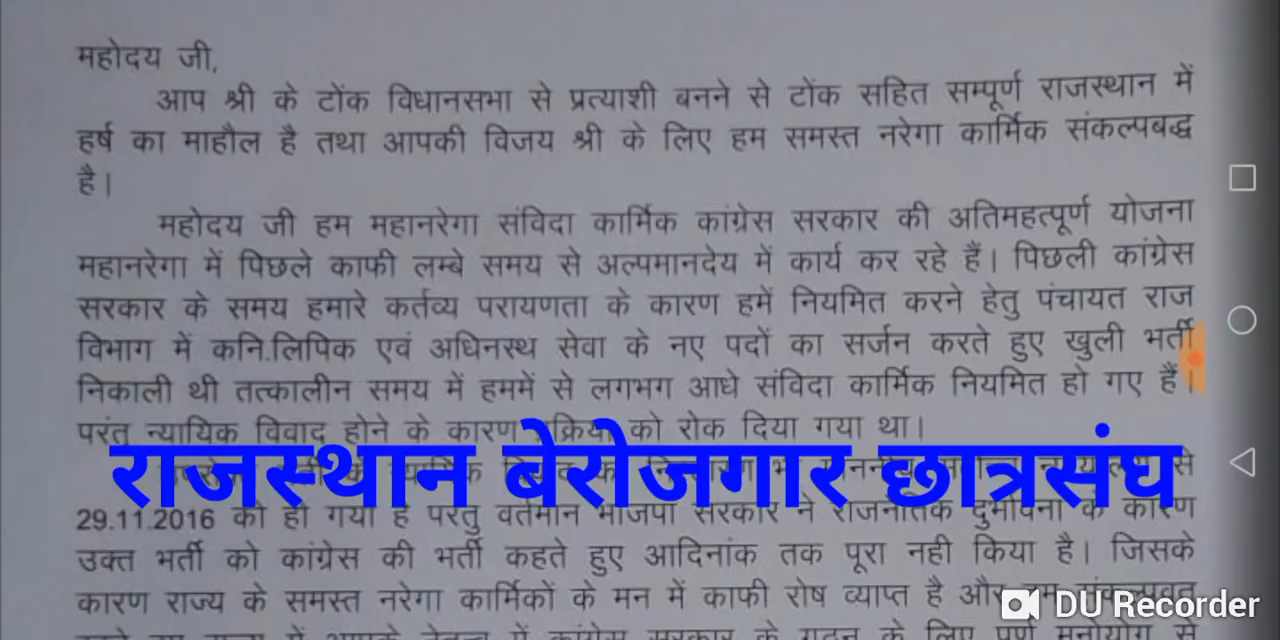 महोदय जी,
आप श्री के टोंक विधानसभा से प्रत्याशी बनने से टोंक सहित सम्पूर्ण राजस्थान में
हर्ष का माहौल है तथा आपकी विजय श्री के लिए हम समस्त नरेगा कार्मिक संकल्पबद्ध
है।
महोदय जी हम महानरेगा संविदा कार्मिक कांग्रेस सरकार की अतिमहत्पूर्ण योजना
महानरेगा में पिछले काफी लम्बे समय से अल्पमानदेय में कार्य कर रहे हैं। पिछली कांग्रेस
सरकार के समय हमारे कर्तव्य परायणता के कारण हमें नियमित करने हेतु पंचायत राज
विभाग में कनि.लिपिक एवं अधिनस्थ सेवा के नए पदों का सर्जन करते हुए खुली भर्ती
निकाली थी तत्कालीन समय में हममें से लगभग आधे संविदा कार्मिक नियमित हो गए हैं।
परंतु न्यायिक विवाद होने के कारण प्रक्रिया को रोक दिया गया था।
राजस्थान बेरोजगार छात्रसंघ
से
29.11.2016 को हो गया है परंतु वर्तमान भाजपा सरकार ने राजनीतिक दुर्भावना के कारण
उक्त भर्ती को कांग्रेस की भर्ती कहते हुए आदिनांक तक पूरा नही किया है। जिसके
कारण राज्य के समस्त नरेगा कार्मिकों के मन में काफी रोष व्याप्त है और
DU Recorder